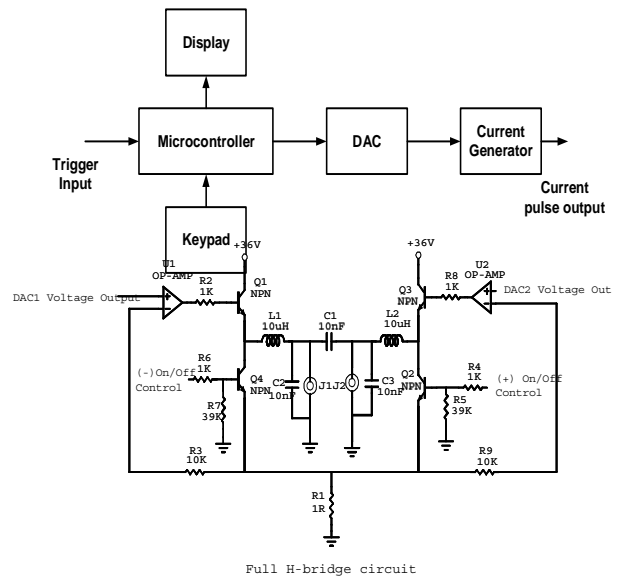 Display
Microcontroller
DAC
Current
Generator
Trigger
Input
Current
pulse output
Keypad
+36V
+36V
U1
OP-AMP
R2
1K
Q1
NPN
Q3
NPN
R8
1K
U2
OP-AMP
DAC1 Voltage Output
DAC2 Voltage Out
L1
10uH
C1
10nF
L2
10uH
(-)On/Off
Control
R6
1K
Q4
NPN
C2
10nF
J1
J2
C3
10nF
Q2
NPN
R4
1K
(+) On/Off
Control
R7
39K
R5
39K
R3
10K
R9
10K
R1
1R
Full H-bridge circuit